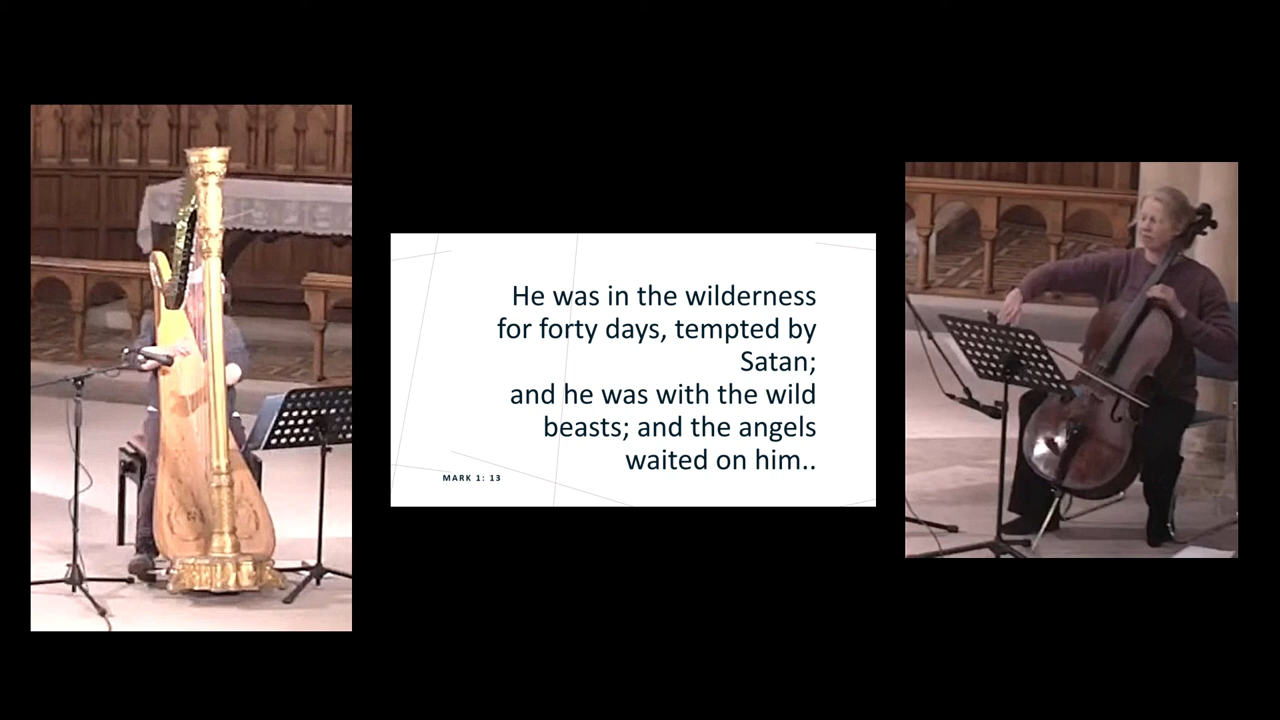 He was in the wilderness
for forty days, tempted by
Satan;
and he was with the wild
beasts; and the angels
waited on him..
MARK 1: 13